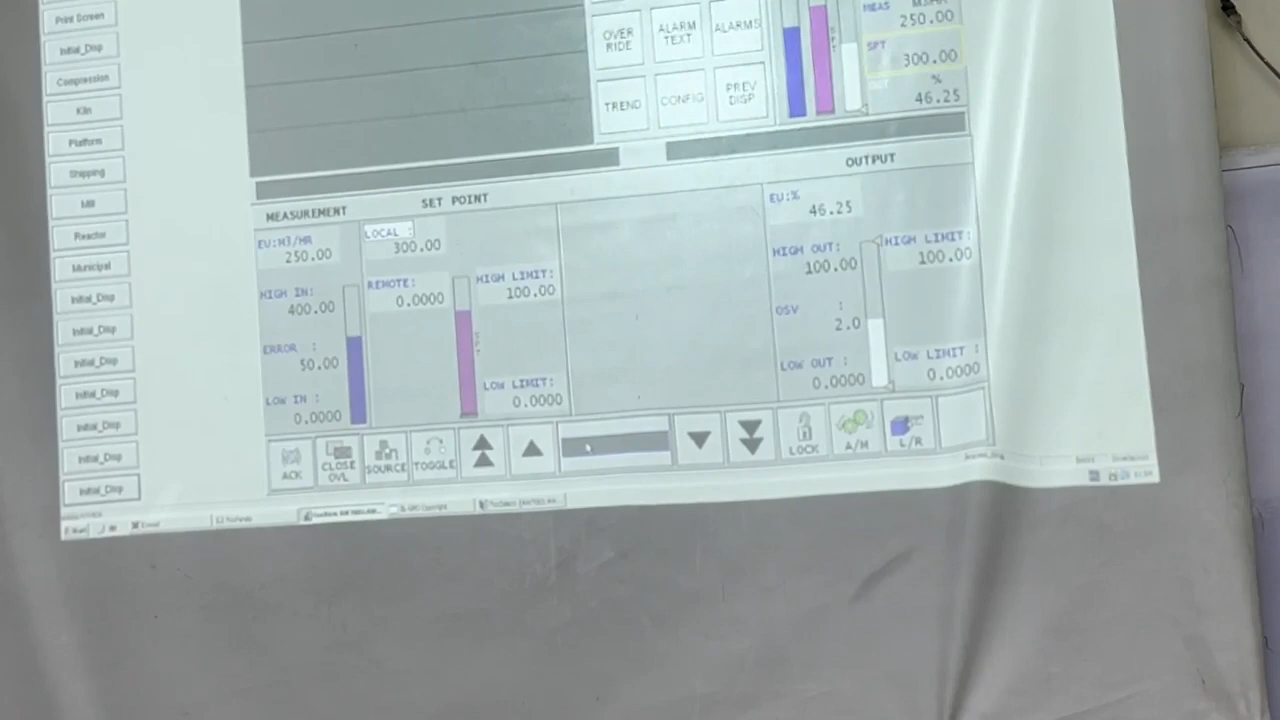 Print Screen
Initial_Disp
Compression
Kiln
Platform
Shipping
Mill
Reactor
Municipal
Initial_Disp
Initial_Disp
Initial_Disp
Initial_Disp
Initial_Disp
Initial_Disp
Initial_Disp
OVER RIDE
ALARM TEXT
ALARMS
TREND
CONFIG
PREV DISP
MEAS
250.00
SPT
300.00
%
46.25
MEASUREMENT
EU:M3/HR
250.00
HIGH IN:
400.00
ERROR :
50.00
LOW IN :
0.0000
SET POINT
LOCAL :
300.00
REMOTE:
0.0000
SPT
HIGH LIMIT:
100.00
LOW LIMIT:
0.0000
OUTPUT
EU:%
46.25
HIGH OUT:
100.00
OSV :
2.0
LOW OUT :
0.0000
HIGH LIMIT:
100.00
LOW LIMIT :
0.0000
ACK
CLOSE OVL
SOURCE
TOGGLE
LOCK
A/M
L/R